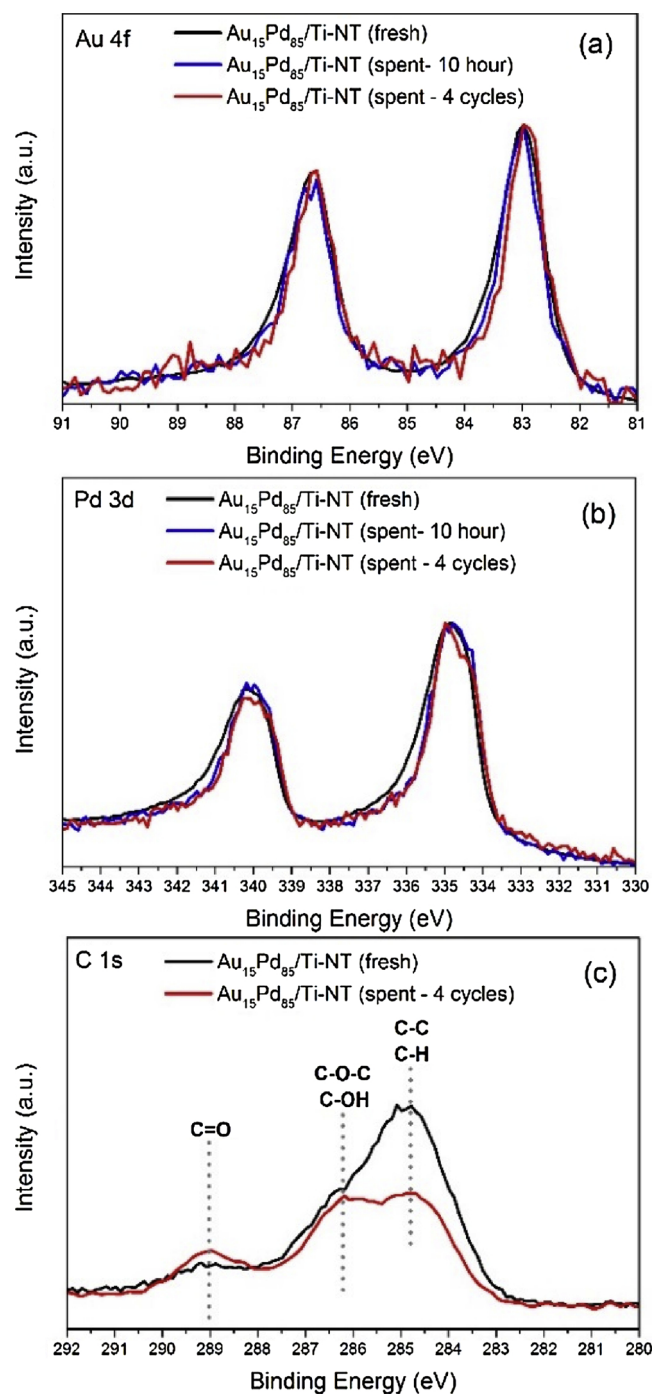 Au 4f
(a)
Au₁₅Pd₈₅/Ti-NT (fresh)
Au₁₅Pd₈₅/Ti-NT (spent- 10 hour)
Au₁₅Pd₈₅/Ti-NT (spent - 4 cycles)
Intensity (a.u.)
91 90 89 88 87 86 85 84 83 82 81
Binding Energy (eV)
Pd 3d
(b)
Au₁₅Pd₈₅/Ti-NT (fresh)
Au₁₅Pd₈₅/Ti-NT (spent- 10 hour)
Au₁₅Pd₈₅/Ti-NT (spent - 4 cycles)
Intensity (a.u.)
345 344 343 342 341 340 339 338 337 336 335 334 333 332 331 330
Binding Energy (eV)
C 1s
(c)
Au₁₅Pd₈₅/Ti-NT (fresh)
Au₁₅Pd₈₅/Ti-NT (spent - 4 cycles)
C-C
C-H
C-O-C
C-OH
C=O
Intensity (a.u.)
292 291 290 289 288 287 286 285 284 283 282 281 280
Binding Energy (eV)